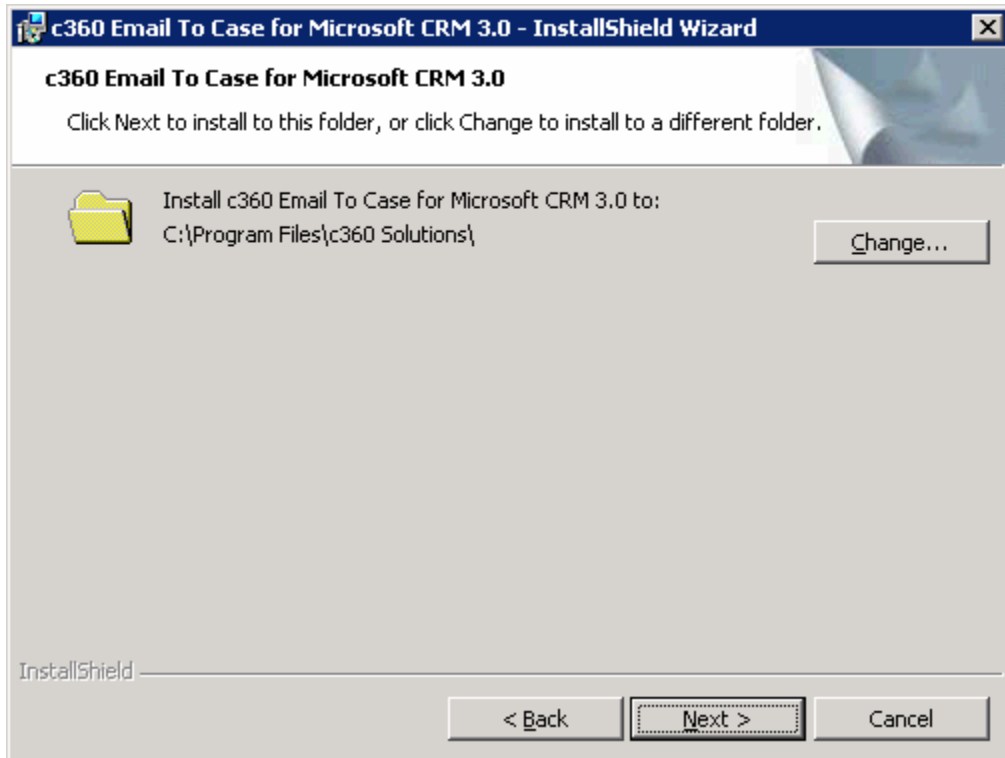 c360 Email To Case for Microsoft CRM 3.0 - InstallShield Wizard
c360 Email To Case for Microsoft CRM 3.0
Click Next to install to this folder, or click Change to install to a different folder.
Install c360 Email To Case for Microsoft CRM 3.0 to:
C:\Program Files\c360 Solutions\
Change...
InstallShield
< Back
Next >
Cancel